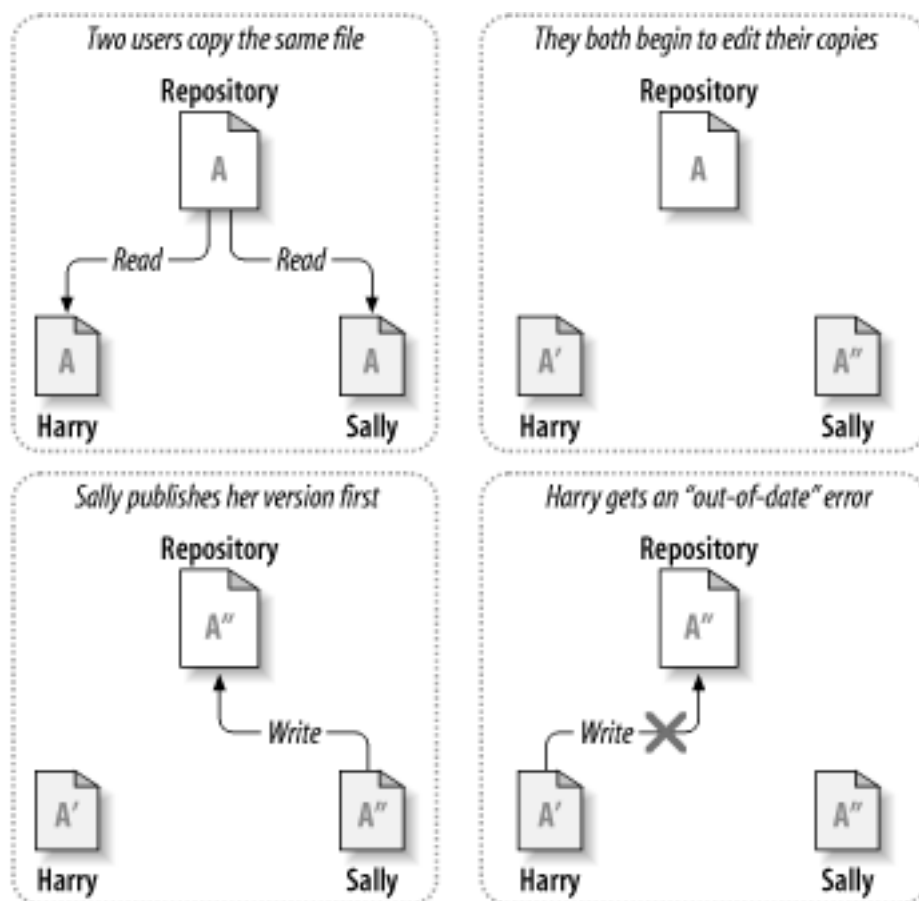 Two users copy the same file
Repository
A
Read Read
A A
Harry Sally
They both begin to edit their copies
Repository
A
A' A"
Harry Sally
Sally publishes her version first
Repository
A"
Write
A' A"
Harry Sally
Harry gets an “out-of-date” error
Repository
A"
Write
A' A"
Harry Sally